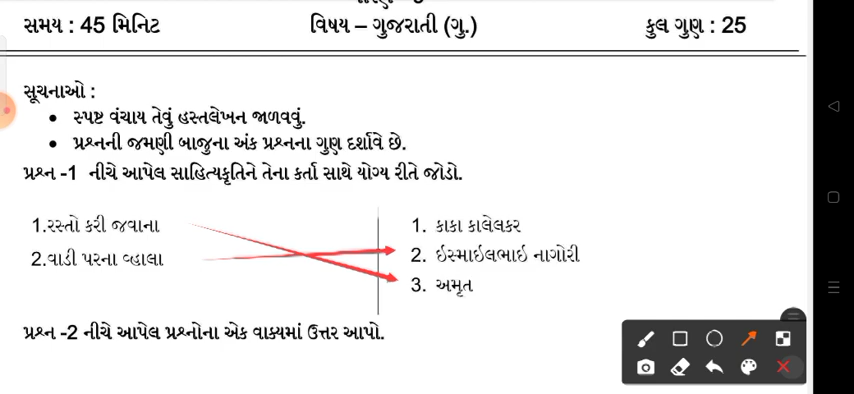 સમય : 45 મિનિટ વિષય – ગુજરાતી (ગુ.) કુલ ગુણ : 25
સૂચનાઓ :
• સ્પષ્ટ વંચાય તેવું હસ્તલેખન જાળવવું.
• પ્રશ્નની જમણી બાજુના અંક પ્રશ્નના ગુણ દર્શાવે છે.
પ્રશ્ન -1 નીચે આપેલ સાહિત્યકૃતિને તેના કર્તા સાથે યોગ્ય રીતે જોડો.
1.રસ્તો કરી જવાના 1. કાકા કાલેલકર
2.વાડી પરના વ્હાલા 2. ઇસ્માઇલભાઇ નાગોરી
3. અમૃત
પ્રશ્ન -2 નીચે આપેલ પ્રશ્નોના એક વાક્યમાં ઉત્તર આપો.